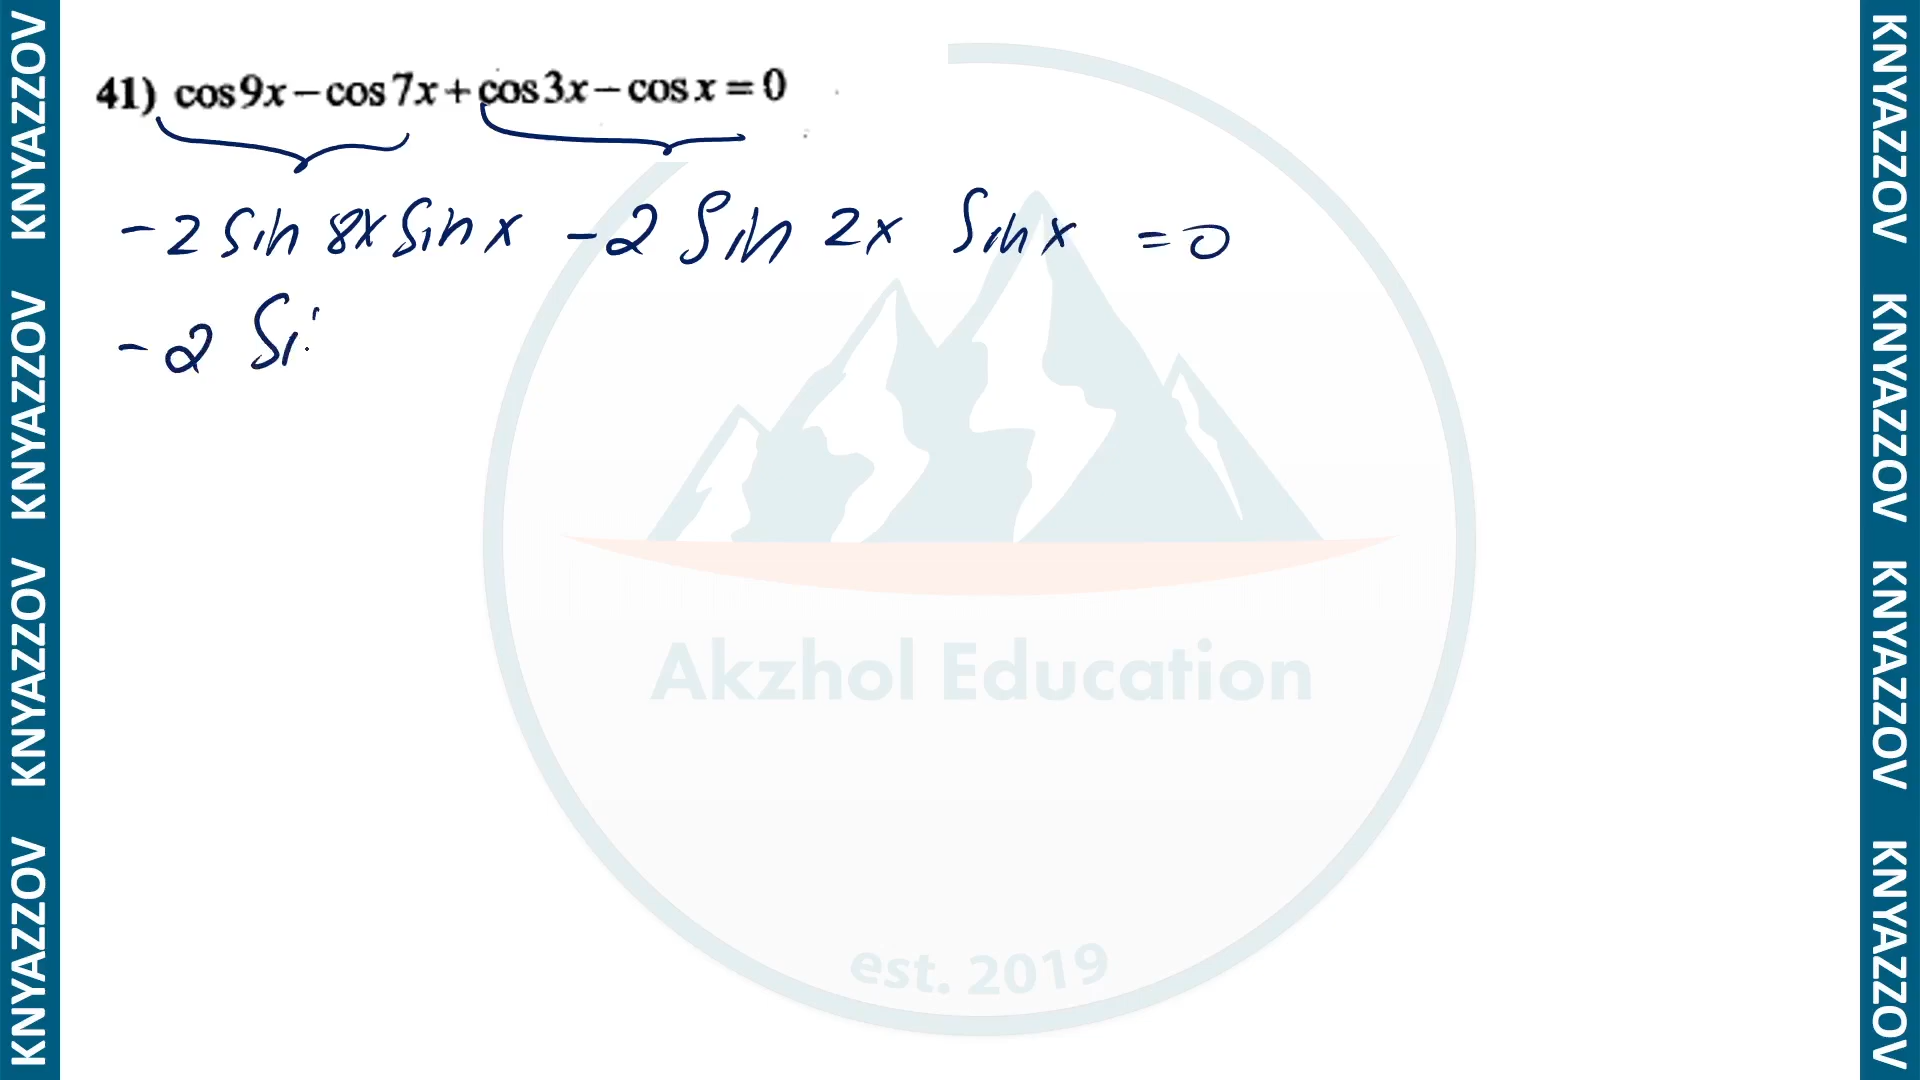 41) cos9x−cos7x+cos3x−cosx=0
-2 sin 8x sin x -2 sin 2x sin x =0
-2 Si
Akzhol Education
est. 2019
KNYAZZOV KNYAZZOV KNYAZZOV KNYAZZOV
KNYAZZOV KNYAZZOV KNYAZZOV KNYAZZOV